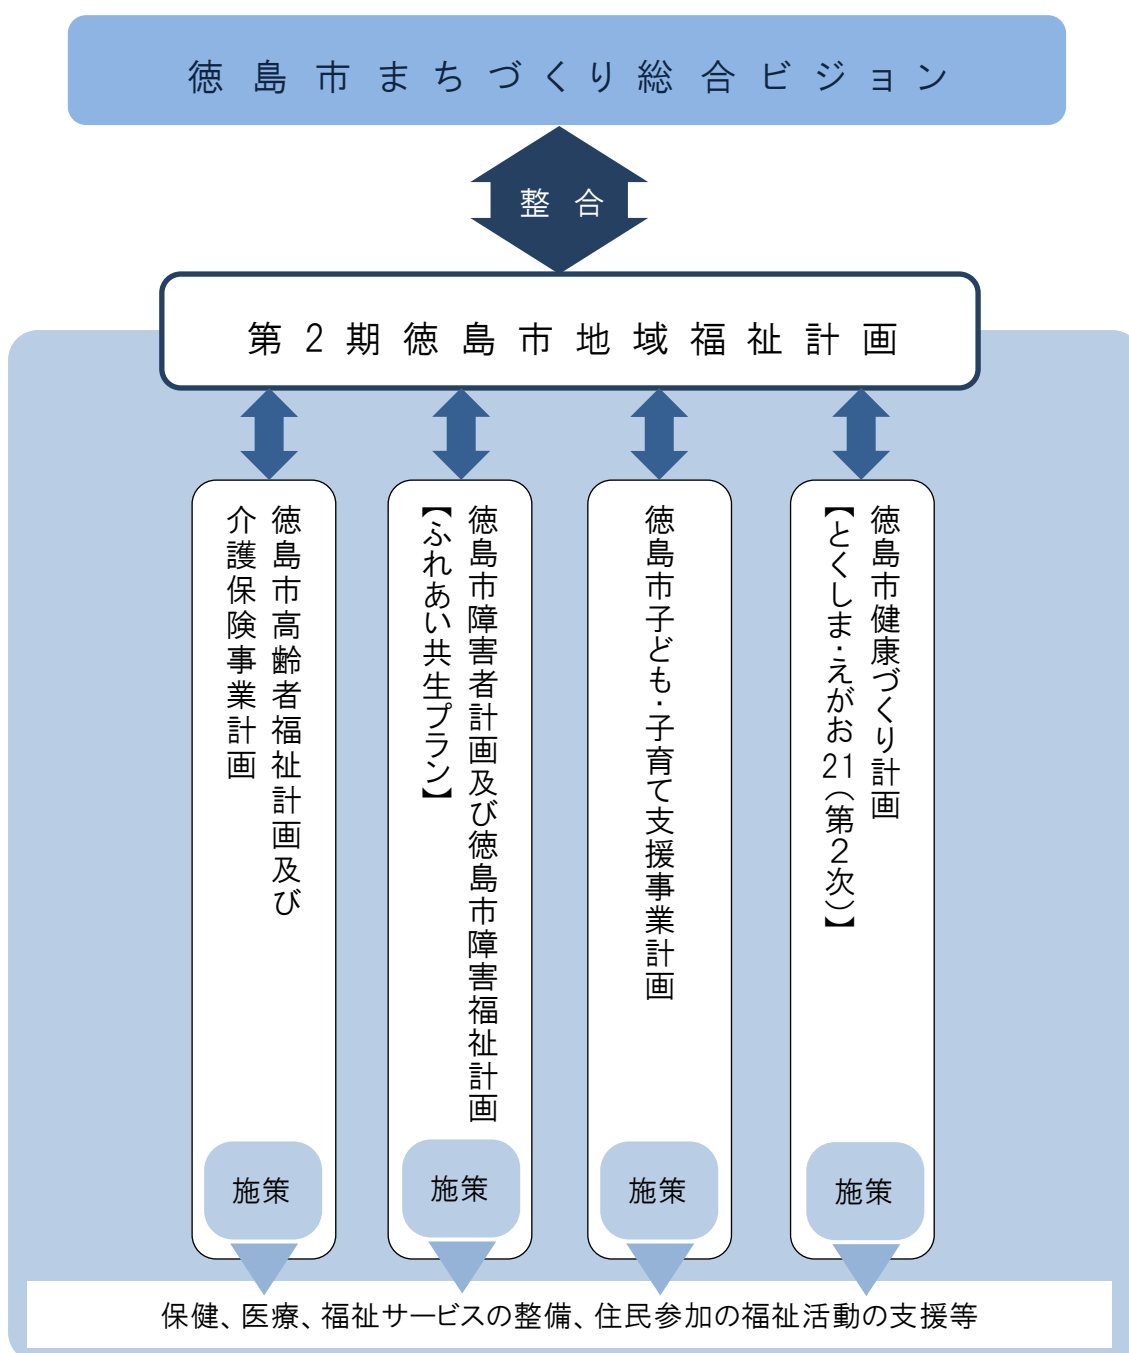 徳島市まちづくり総合ビジョン
整合
第2期徳島市地域福祉計画
徳島市高齢者福祉計画及び
介護保険事業計画
徳島市障害者計画及び徳島市障害福祉計画
【ふれあい共生プラン】
徳島市子ども・子育て支援事業計画
徳島市健康づくり計画
【とくしま・えがお21（第2次）】
施策
施策
施策
施策
保健、医療、福祉サービスの整備、住民参加の福祉活動の支援等